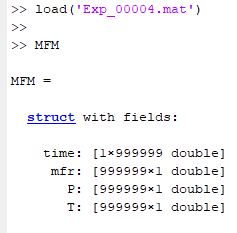 >> load('Exp_00004.mat')
>>
>> MFM
MFM =
struct with fields:
time: [1×999999 double]
mfr: [999999×1 double]
P: [999999×1 double]
T: [999999×1 double]